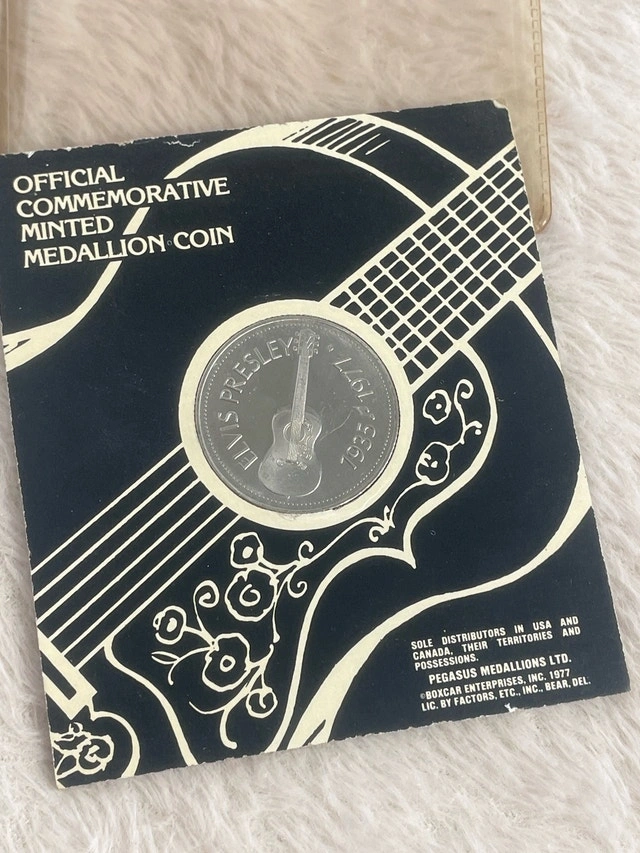 OFFICIAL
COMMEMORATIVE
MINTED
MEDALLION COIN
ELVIS PRESLEY
1935 1977
SOLE DISTRIBUTORS IN USA AND
CANADA, THEIR TERRITORIES AND
POSSESSIONS.
PEGASUS MEDALLIONS LTD.
©BOXCAR ENTERPRISES, INC. 1977
LIC. BY FACTORS, ETC., INC., BEAR, DEL.